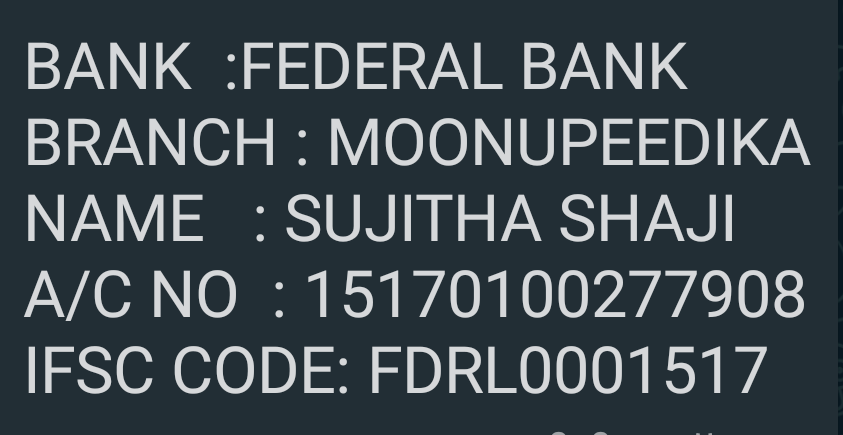 BANK  :FEDERAL BANK
BRANCH : MOONUPEEDIKA
NAME   : SUJITHA SHAJI
A/C NO  : 15170100277908
IFSC CODE: FDRL0001517